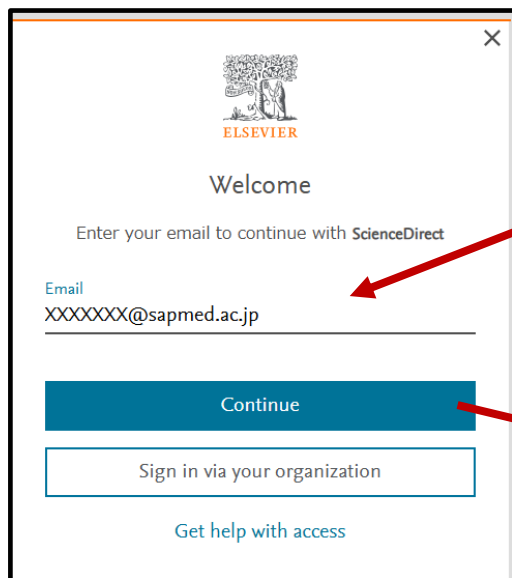 ELSEVIER
Welcome
Enter your email to continue with ScienceDirect
Email
XXXXXXX@sapmed.ac.jp
Continue
Sign in via your organization
Get help with access